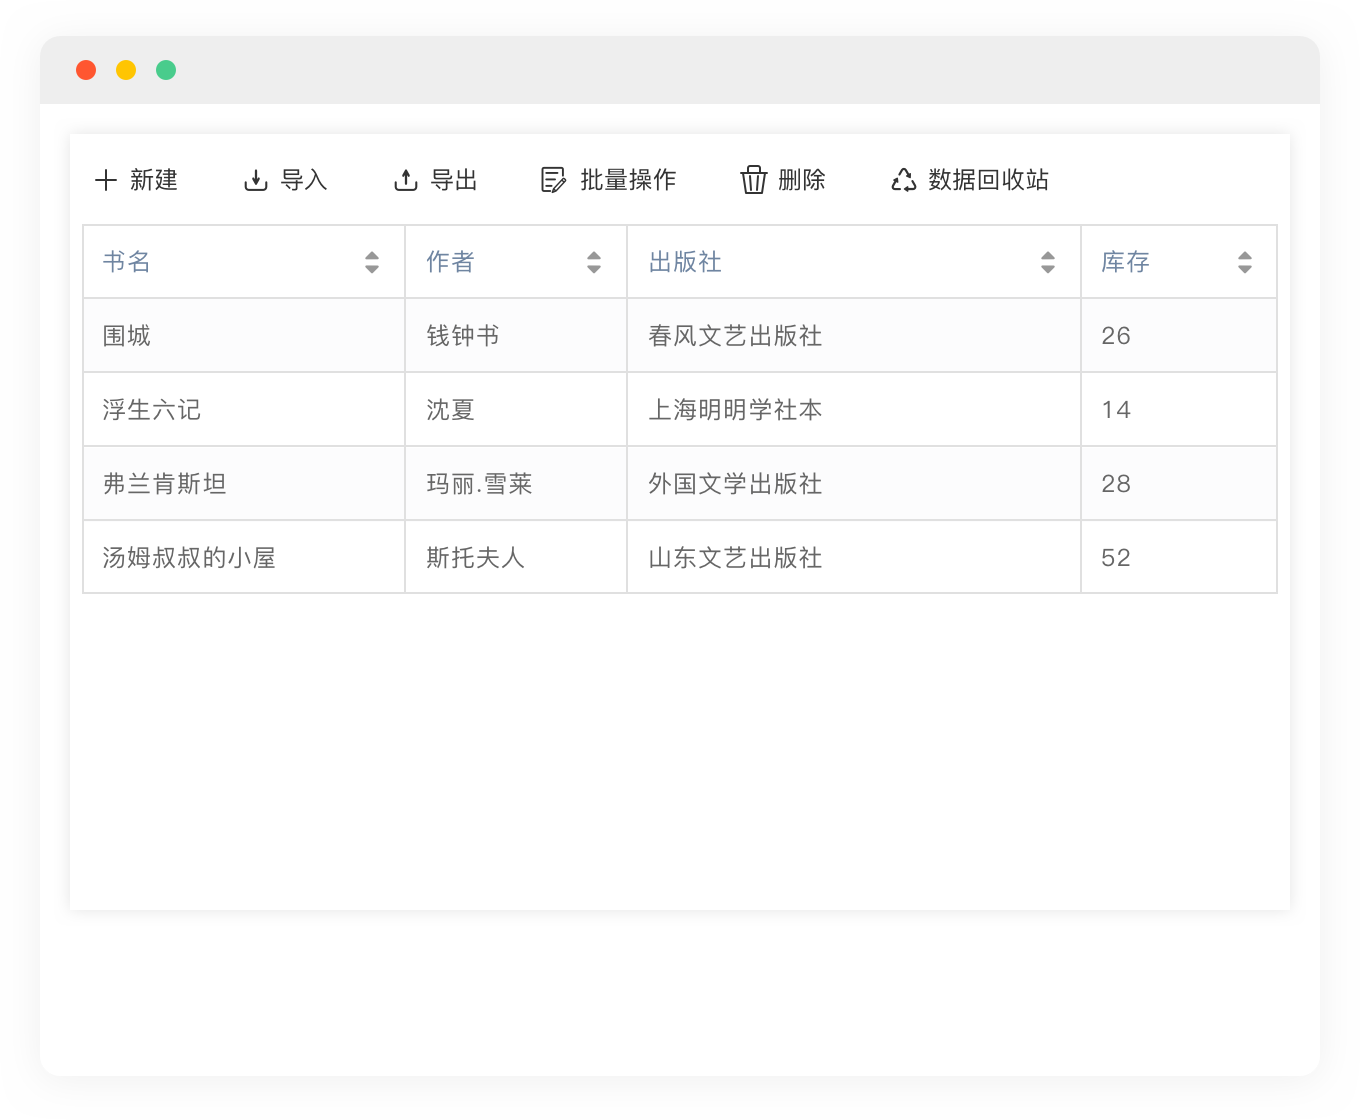 新建 导入 导出 批量操作 删除 数据回收站
书名 作者 出版社 库存
围城 钱钟书 春风文艺出版社 26
浮生六记 沈夏 上海明明学社本 14
弗兰肯斯坦 玛丽.雪莱 外国文学出版社 28
汤姆叔叔的小屋 斯托夫人 山东文艺出版社 52